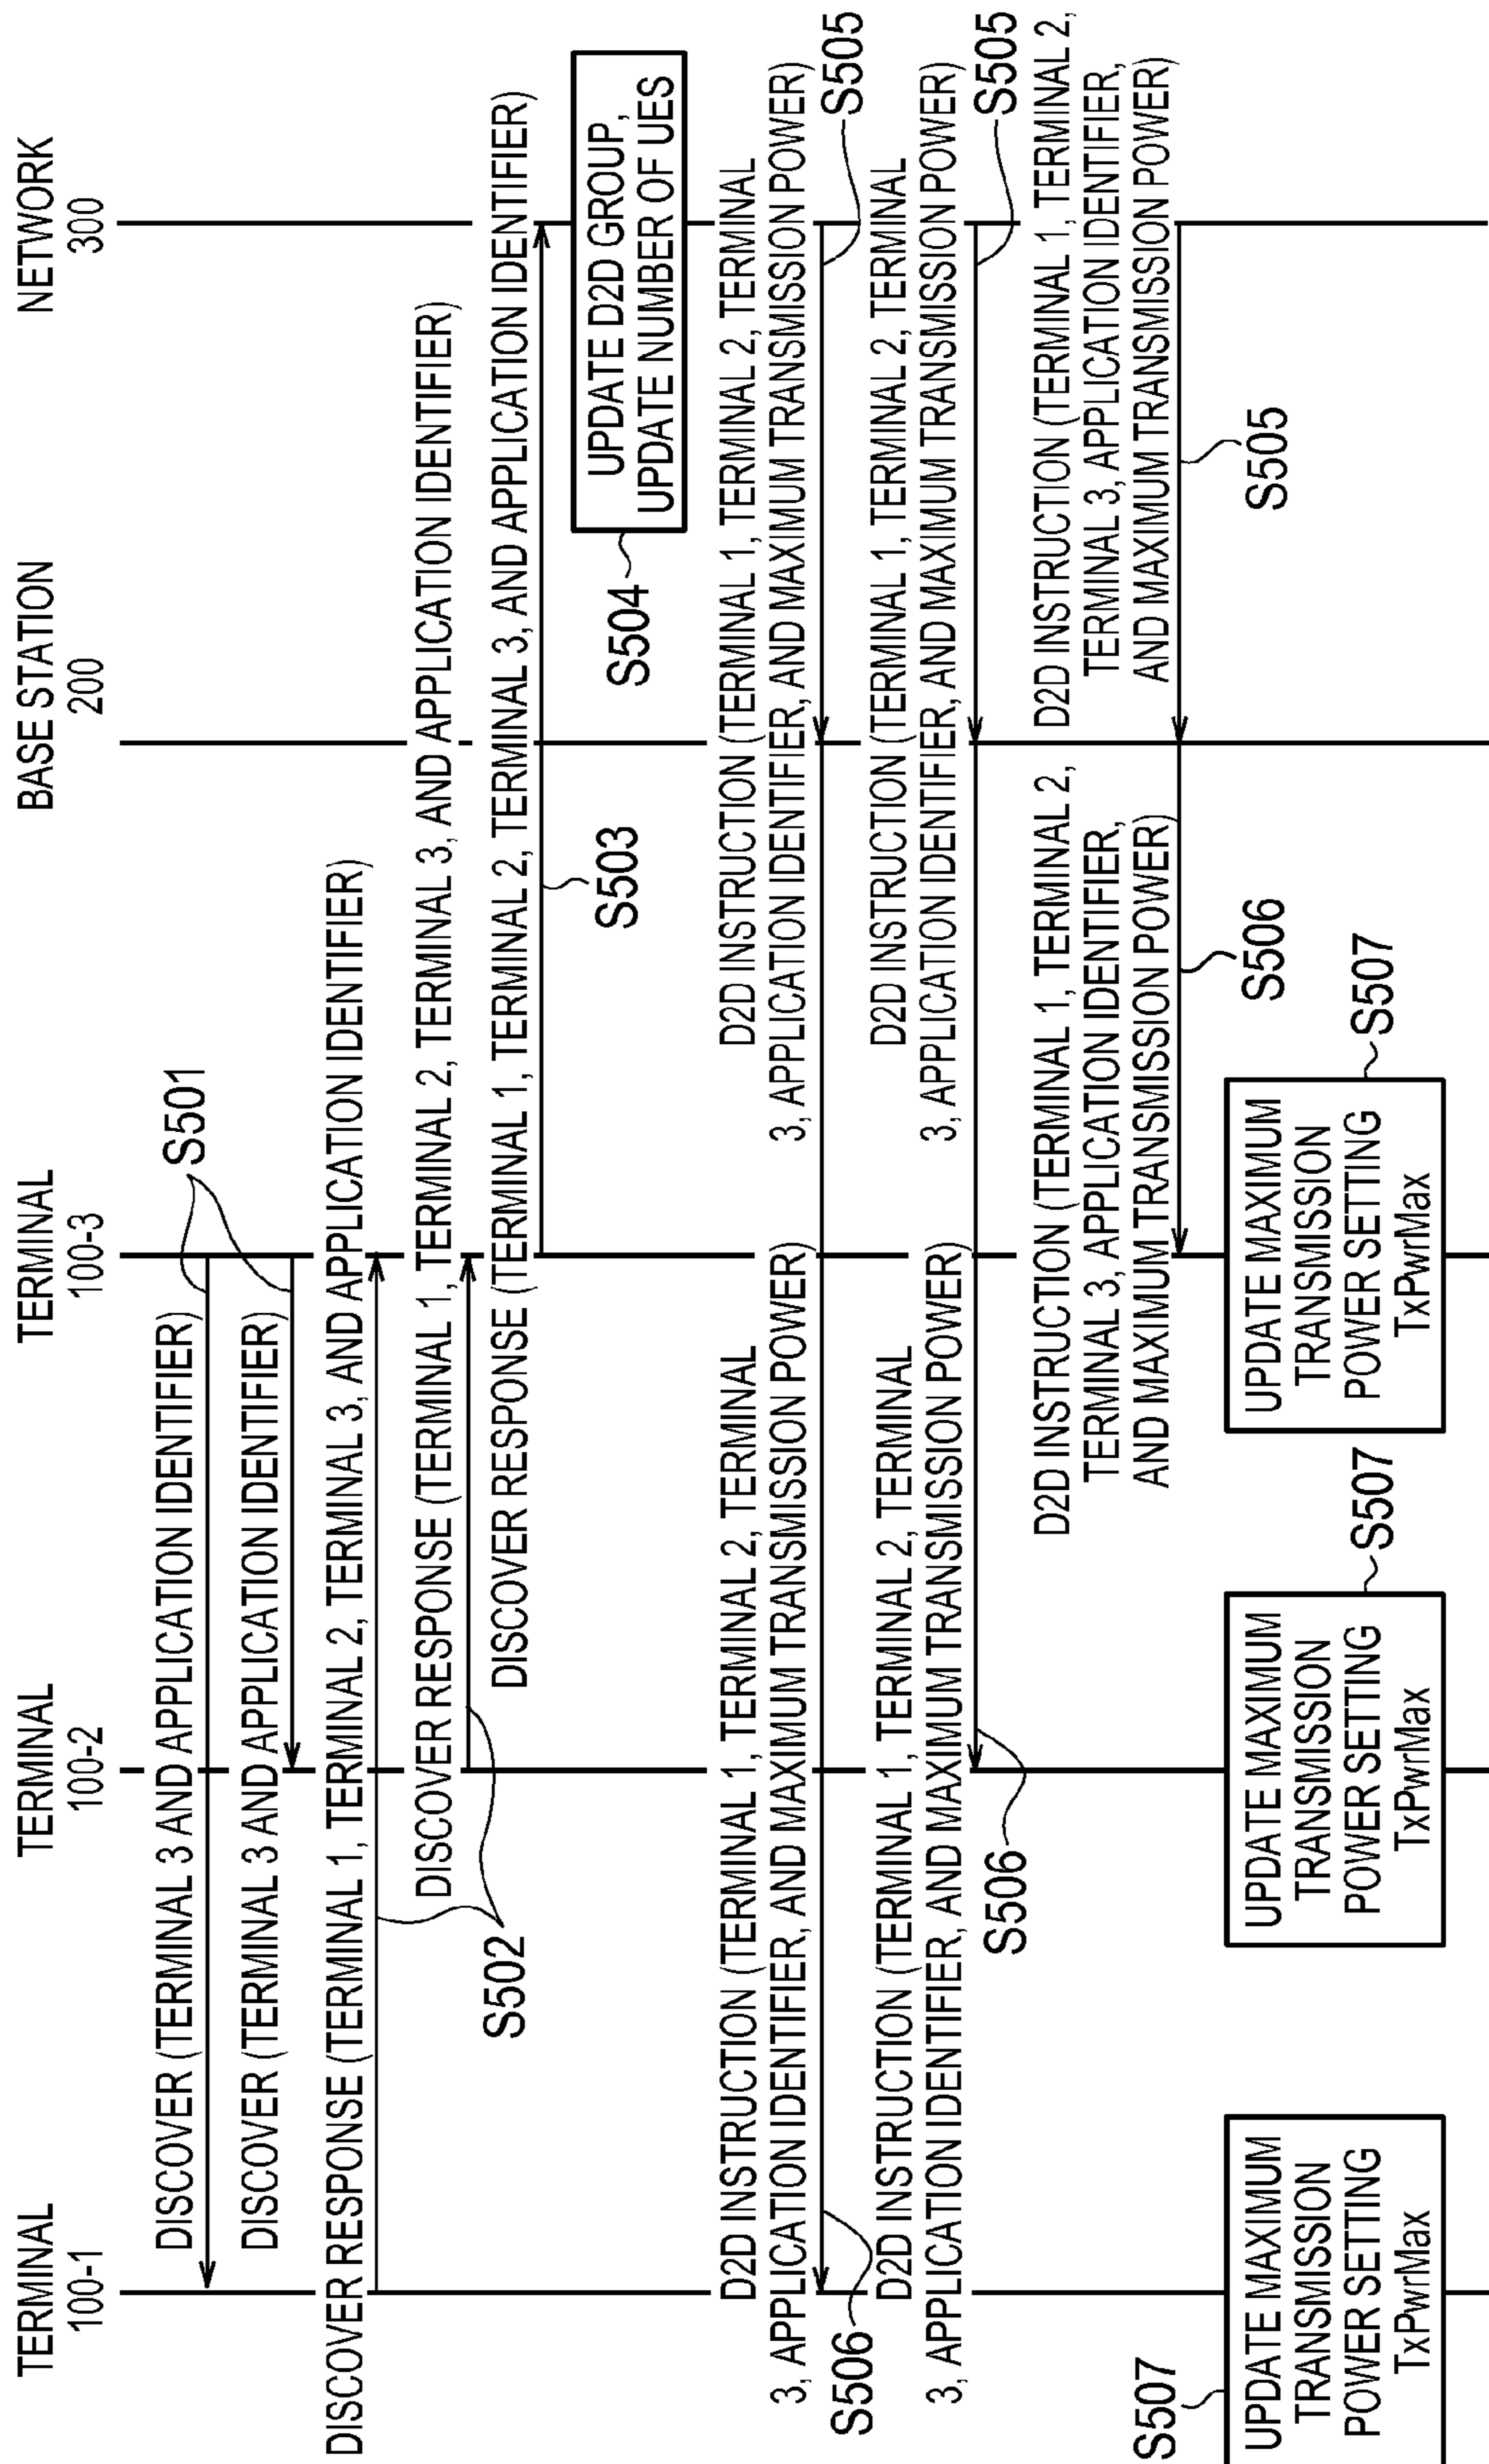 TERMINAL
100-1
TERMINAL
100-2
TERMINAL
100-3
BASE STATION
200
NETWORK
300
DISCOVER (TERMINAL 3 AND APPLICATION IDENTIFIER)
S501
DISCOVER (TERMINAL 3 AND APPLICATION IDENTIFIER)
DISCOVER RESPONSE (TERMINAL 1, TERMINAL 2, TERMINAL 3, AND APPLICATION IDENTIFIER)
DISCOVER RESPONSE (TERMINAL 1, TERMINAL 2, TERMINAL 3, AND APPLICATION IDENTIFIER)
S502
DISCOVER RESPONSE (TERMINAL 1, TERMINAL 2, TERMINAL 3, AND APPLICATION IDENTIFIER)
S503
UPDATE D2D GROUP,
UPDATE NUMBER OF UES
S504
D2D INSTRUCTION (TERMINAL 1, TERMINAL 2, TERMINAL
3, APPLICATION IDENTIFIER, AND MAXIMUM TRANSMISSION POWER)
S506
D2D INSTRUCTION (TERMINAL 1, TERMINAL 2, TERMINAL
3, APPLICATION IDENTIFIER, AND MAXIMUM TRANSMISSION POWER)
S505
D2D INSTRUCTION (TERMINAL 1, TERMINAL 2, TERMINAL
3, APPLICATION IDENTIFIER, AND MAXIMUM TRANSMISSION POWER)
S506
D2D INSTRUCTION (TERMINAL 1, TERMINAL 2, TERMINAL
3, APPLICATION IDENTIFIER, AND MAXIMUM TRANSMISSION POWER)
S505
D2D INSTRUCTION (TERMINAL 1, TERMINAL 2,
TERMINAL 3, APPLICATION IDENTIFIER,
AND MAXIMUM TRANSMISSION POWER)
S506
D2D INSTRUCTION (TERMINAL 1, TERMINAL 2,
TERMINAL 3, APPLICATION IDENTIFIER,
AND MAXIMUM TRANSMISSION POWER)
S505
S507
UPDATE MAXIMUM
TRANSMISSION
POWER SETTING
TxPwrMax
UPDATE MAXIMUM
TRANSMISSION
POWER SETTING
TxPwrMax
S507
UPDATE MAXIMUM
TRANSMISSION
POWER SETTING
TxPwrMax
S507